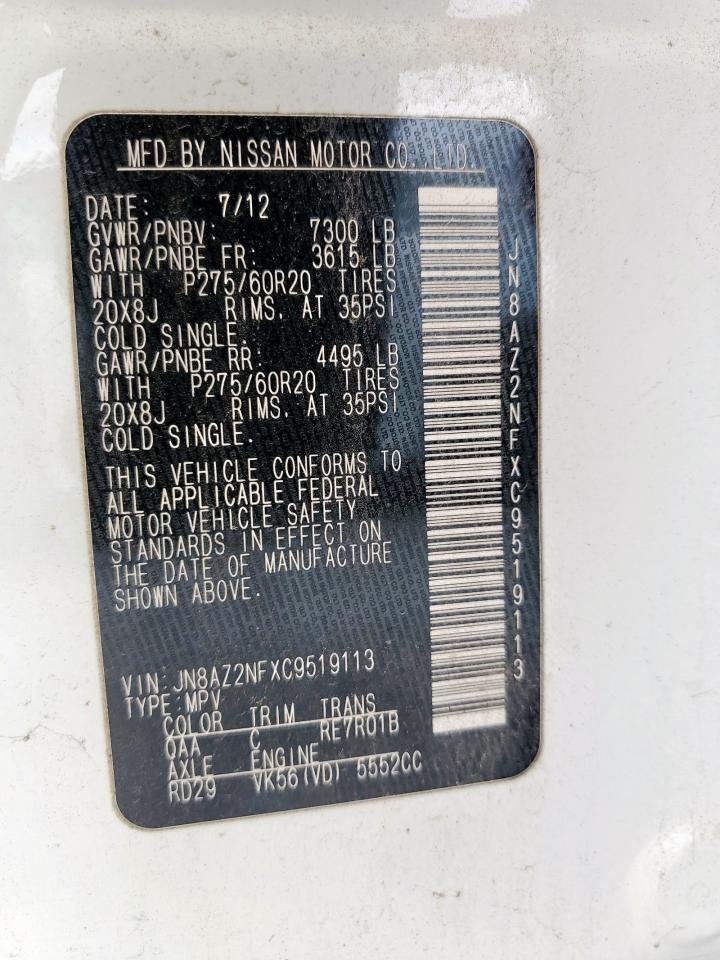 MFD BY NISSAN MOTOR CO.,LTD.
DATE: 7/12
GVWR/PNBV: 7300 LB
GAWR/PNBE FR: 3615 LB
WITH P275/60R20 TIRES
20X8J RIMS, AT 35PSI
COLD SINGLE.
GAWR/PNBE RR: 4495 LB
WITH P275/60R20 TIRES
20X8J RIMS, AT 35PSI
COLD SINGLE.
THIS VEHICLE CONFORMS TO
ALL APPLICABLE FEDERAL
MOTOR VEHICLE SAFETY
STANDARDS IN EFFECT ON
THE DATE OF MANUFACTURE
SHOWN ABOVE.
VIN:JN8AZ2NFXC9519113
TYPE:MPV
COLOR TRIM TRANS
QAA C RE7R01B
AXLE ENGINE
RD29 VK56(VD) 5552CC
JN8AZ2NFXC9519113